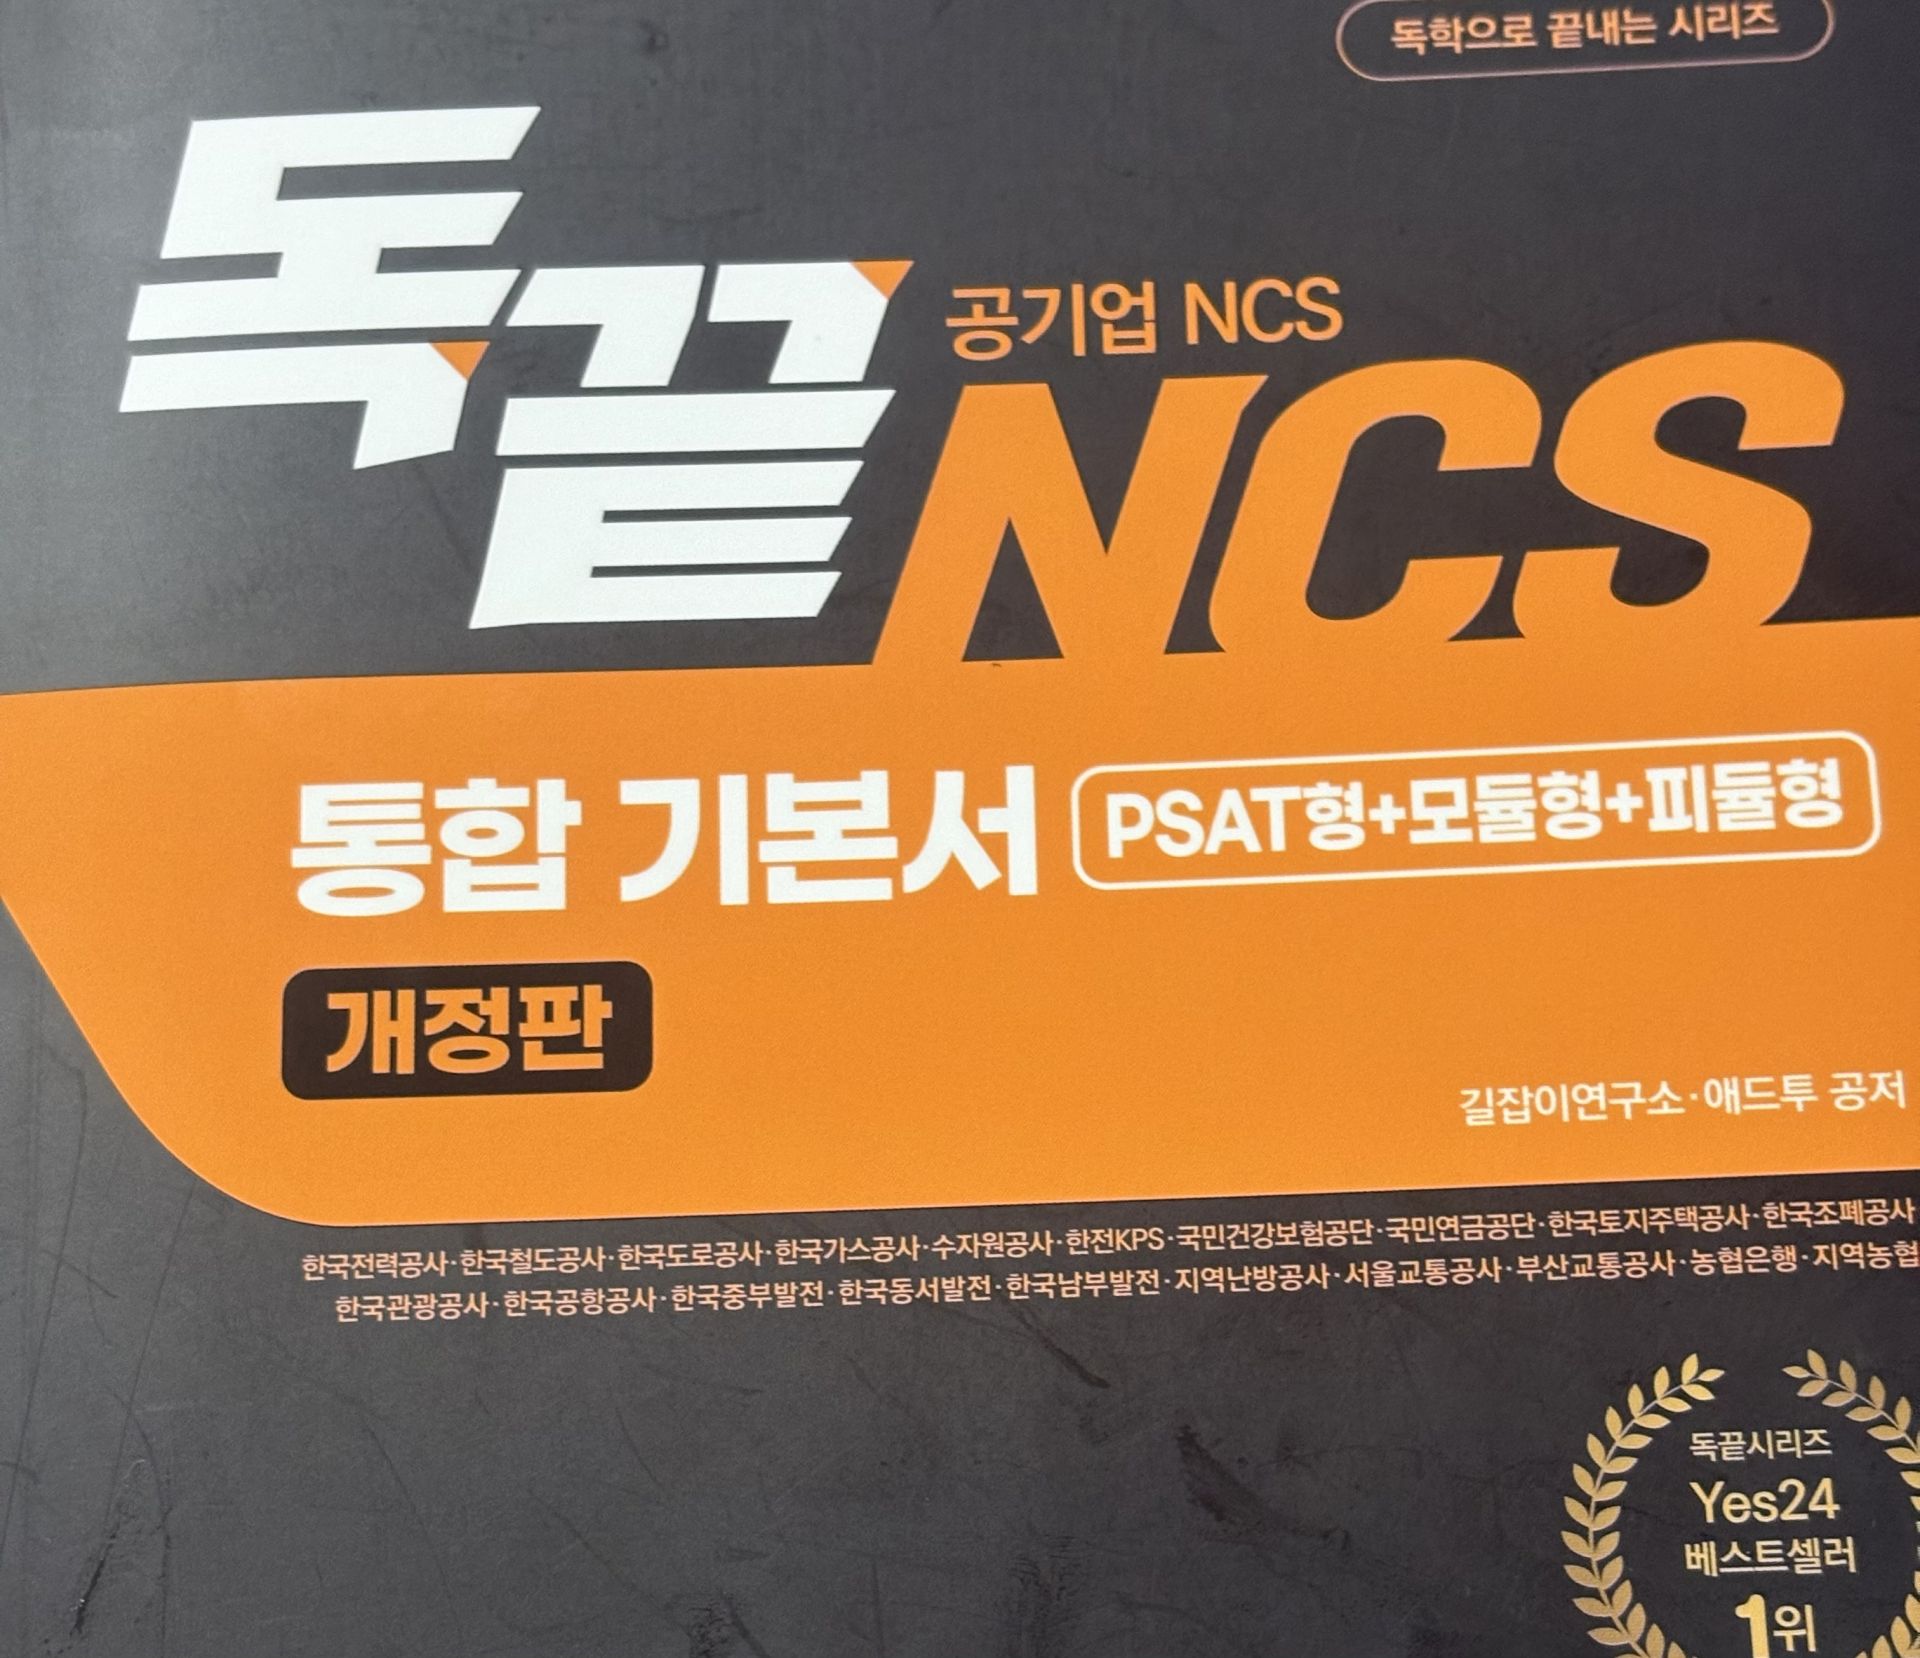 독학으로 끝내는 시리즈
독끝
공기업 NCS
NCS
통합 기본서 PSAT형+모듈형+피듈형
개정판
길잡이연구소·애드투 공저
한국전력공사·한국철도공사·한국도로공사·한국가스공사·수자원공사·한전KPS·국민건강보험공단·국민연금공단·한국토지주택공사·한국조폐공사
한국관광공사·한국공항공사·한국중부발전·한국동서발전·한국남부발전·지역난방공사·서울교통공사·부산교통공사·농협은행·지역농협
독끝시리즈
Yes24
베스트셀러
1위